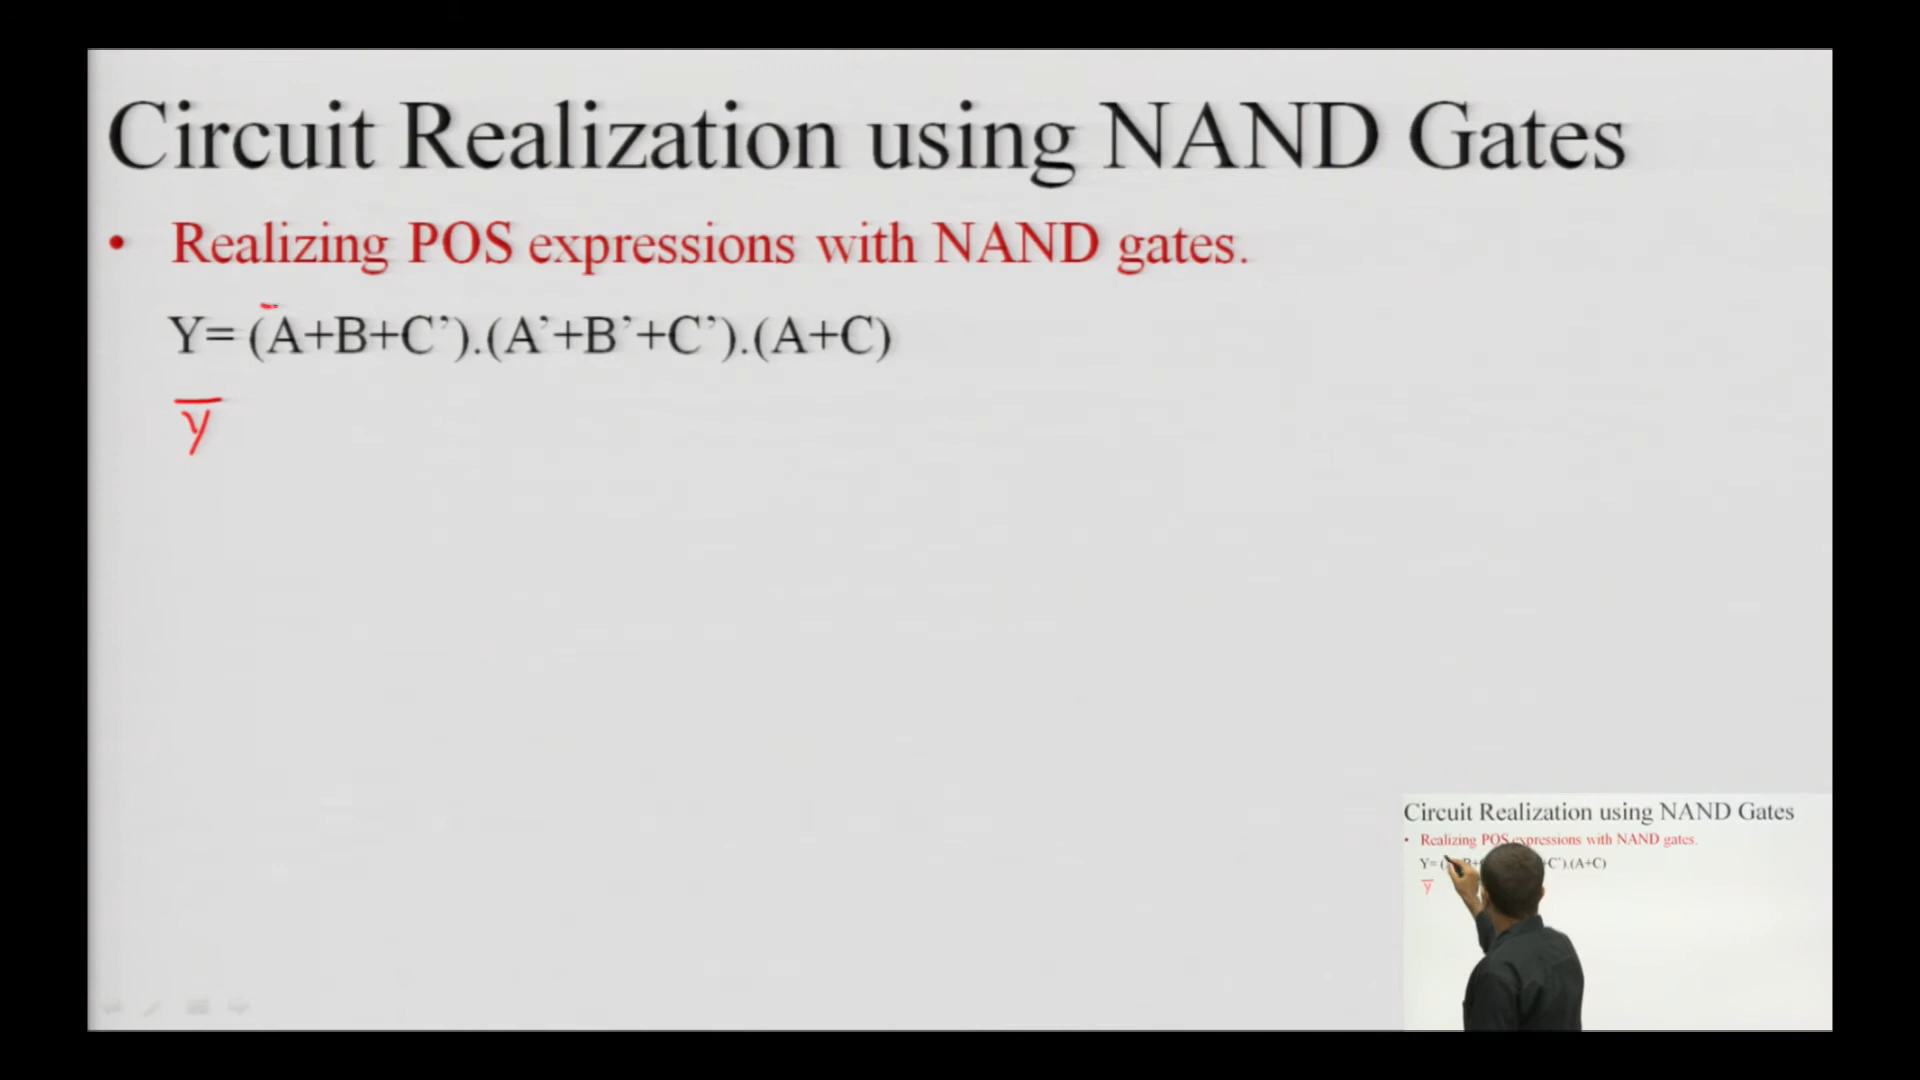 Circuit Realization using NAND Gates
• Realizing POS expressions with NAND gates.
Y= (A+B+C’).(A’+B’+C’).(A+C)
y̅
Circuit Realization using NAND Gates
• Realizing POS expressions with NAND gates.
Y= ( +C’).(A+C)
y̅